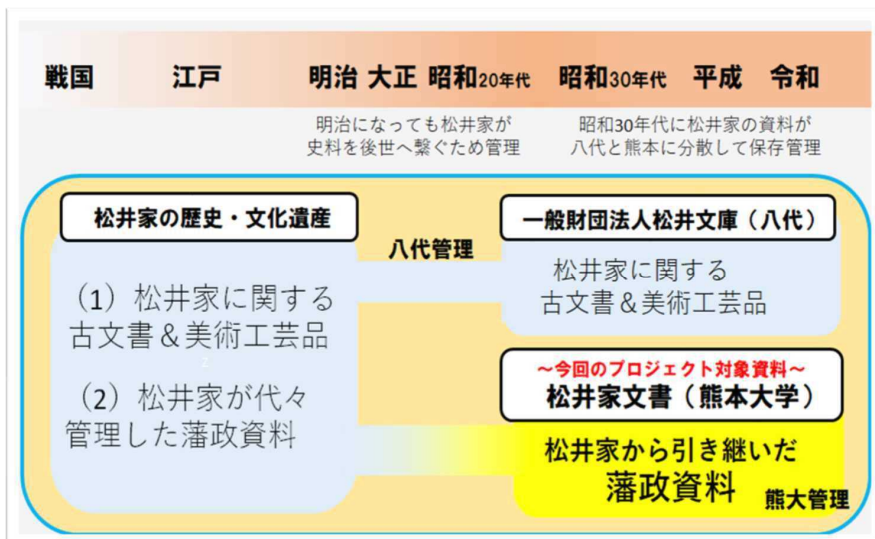 戦国 江戸 明治 大正 昭和20年代 昭和30年代 平成 令和
明治になっても松井家が
史料を後世へ繋ぐため管理
昭和30年代に松井家の資料が
八代と熊本に分散して保存管理
松井家の歴史・文化遺産
（1）松井家に関する
古文書＆美術工芸品
（2）松井家が代々
管理した藩政資料
八代管理
一般財団法人松井文庫（八代）
松井家に関する
古文書＆美術工芸品
～今回のプロジェクト対象資料～
松井家文書（熊本大学）
松井家から引き継いだ
藩政資料
熊大管理